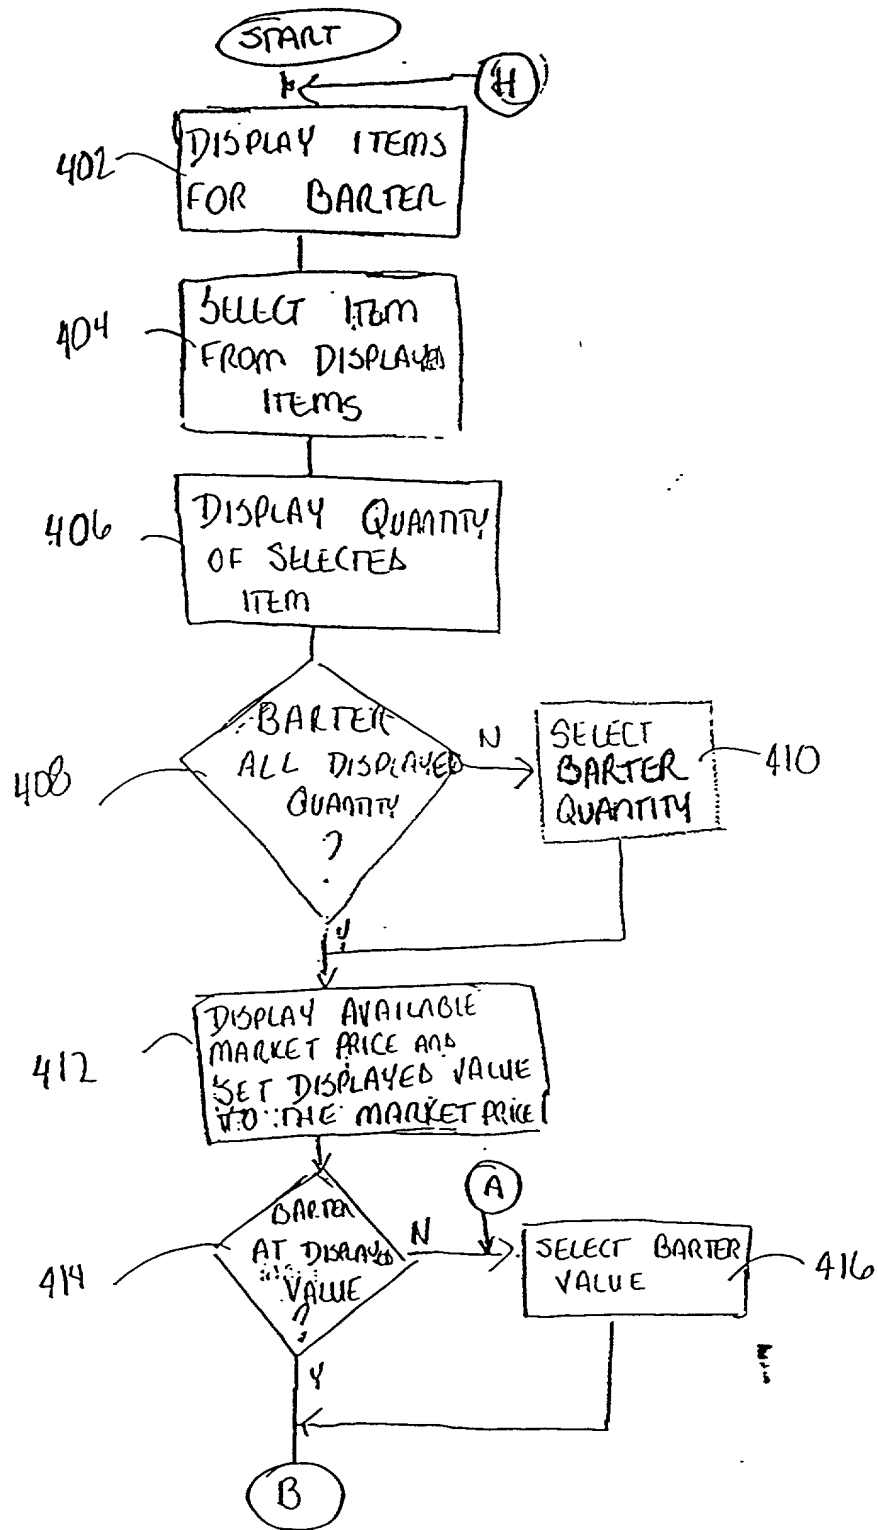 START
H
402
DISPLAY ITEMS
FOR BARTER
404
SELECT ITEM
FROM DISPLAYED
ITEMS
406
DISPLAY QUANTITY
OF SELECTED
ITEM
408
BARTER
ALL DISPLAYED
QUANTITY
?
N
SELECT
BARTER
QUANTITY
410
Y
412
DISPLAY AVAILABLE
MARKET PRICE AND
SET DISPLAYED VALUE
TO THE MARKET PRICE
A
414
BARTER
AT DISPLAYED
VALUE
?
N
SELECT BARTER
VALUE
416
Y
B